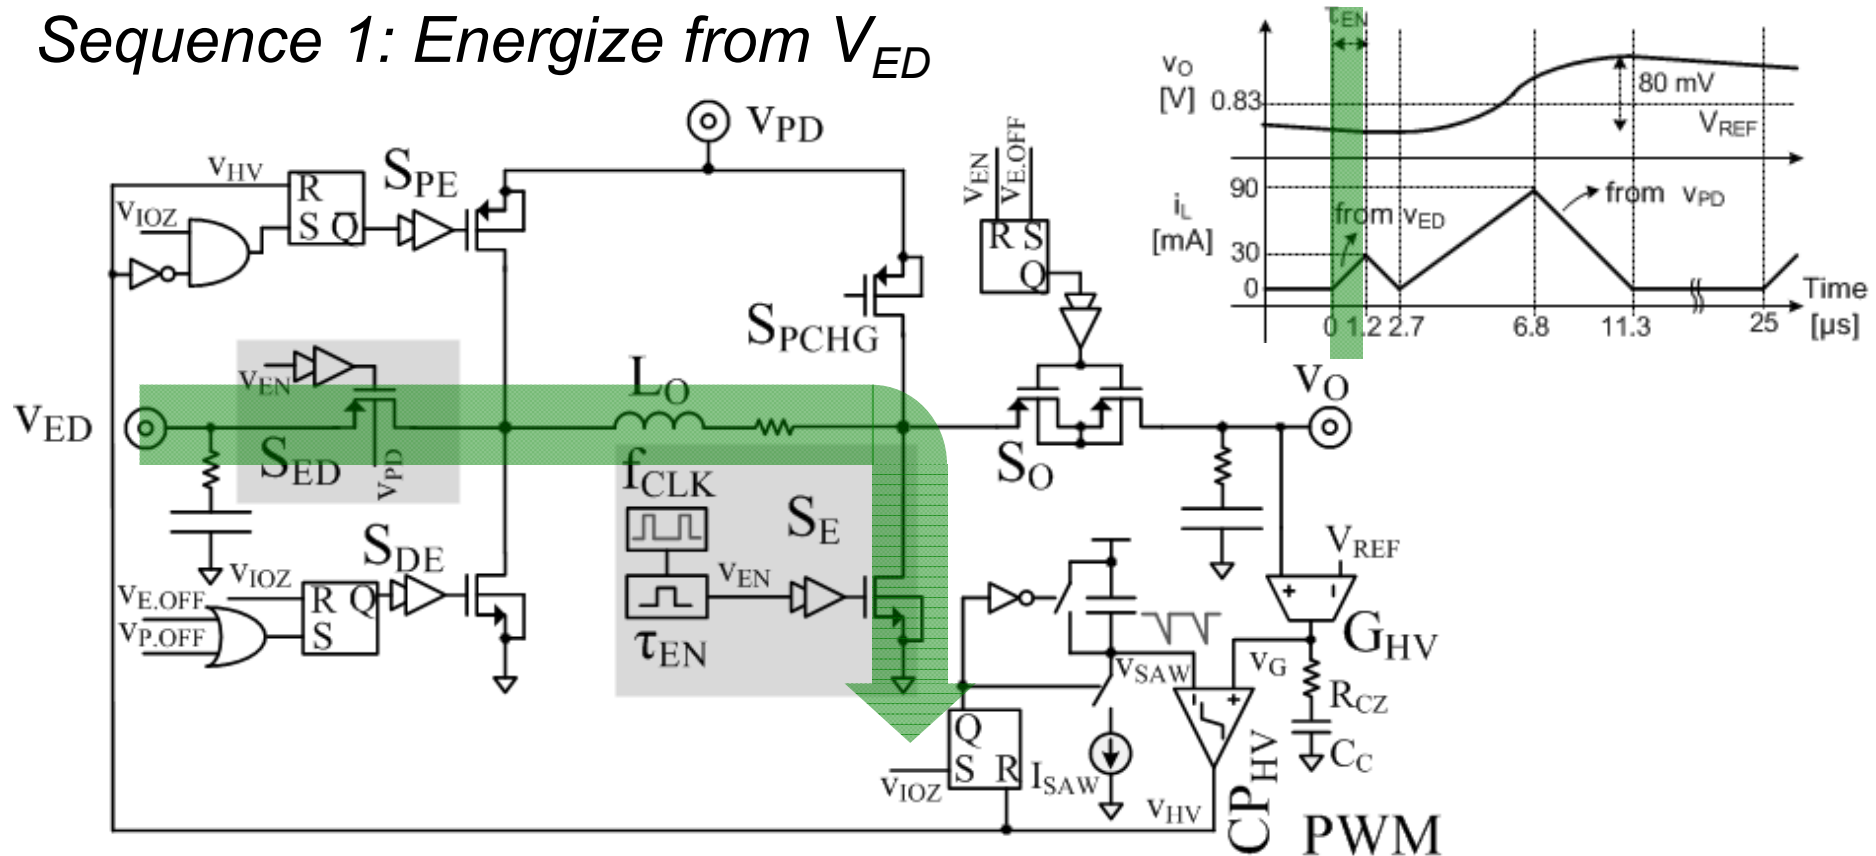 Sequence 1: Energize from VED
vPD
vHV
R
S Q̅
SPE
vIOZ
SPCHG
vEN
vE.OFF
R S
Q
vEN
vED
SED
vPD
LO
SO
vO
fCLK
SE
vEN
τEN
SDE
vIOZ
vE.OFF
vP.OFF
R Q
S
VREF
+ −
GHV
vSAW
vG
− +
RCZ
CC
Q
S R
vIOZ
ISAW
vHV
CPHV
PWM
τEN
vO
[V]
0.83
80 mV
VREF
90
iL
[mA]
30
0
from vED
from vPD
Time
[µs]
0 1.2 2.7 6.8 11.3 25